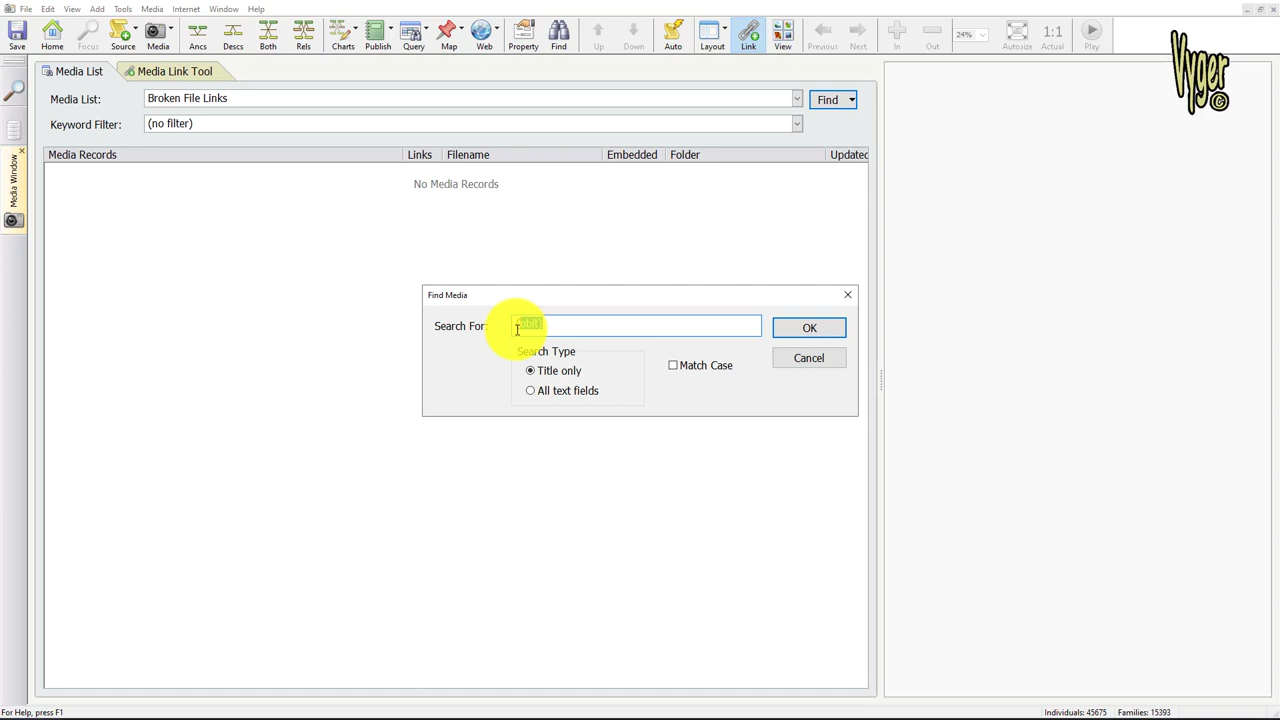 File Edit View Add Tools Media Internet Window Help
Save Home Focus Source Media Ancs Descs Both Rels Charts Publish Query Map Web Property Find Up Down Auto Layout Link View Previous Next In Out 24% Autosize 1:1 Actual Play
Vyger ©
Media List Media Link Tool
Media List: Broken File Links Find
Keyword Filter: (no filter)
Media Records Links Filename Embedded Folder Updated
No Media Records
Media Window
Find Media
Search For: (obit)
OK
Search Type
Cancel
Title only
Match Case
All text fields
For Help, press F1 Individuals: 45675 Families: 15393